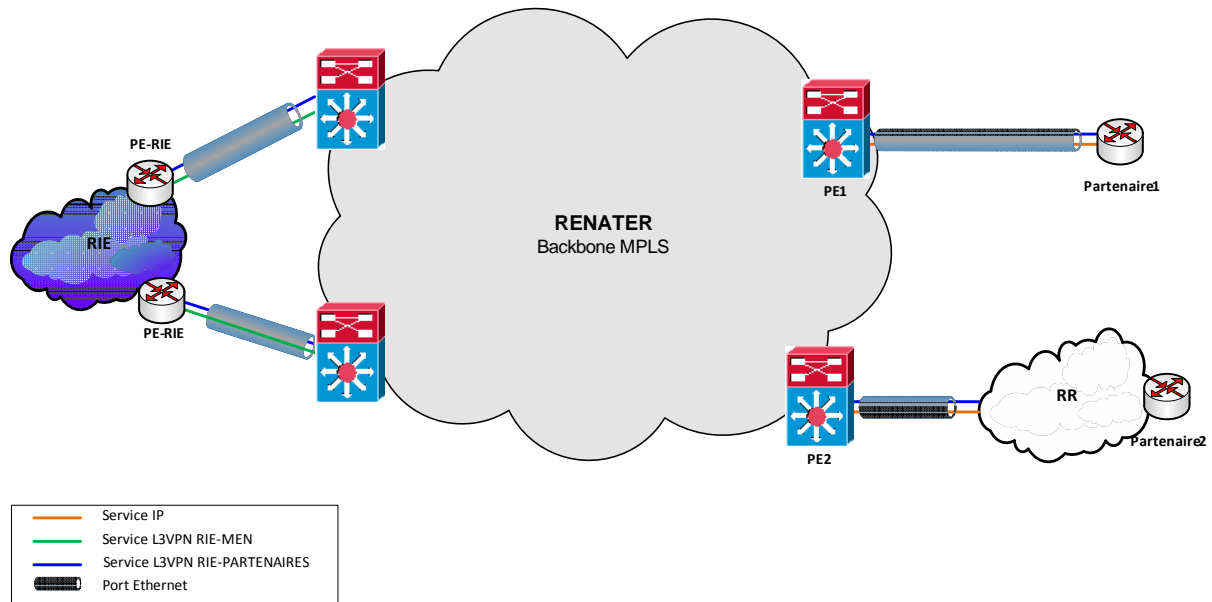 PE-RIE
RIE
PE-RIE
RENATER
Backbone MPLS
PE1
Partenaire1
PE2
RR
Partenaire2
Service IP
Service L3VPN RIE-MEN
Service L3VPN RIE-PARTENAIRES
Port Ethernet